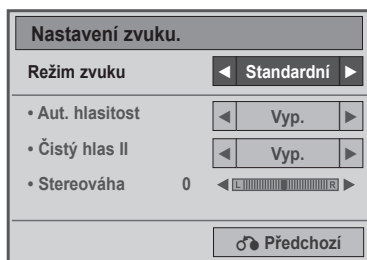 Nastavení zvuku.
Režim zvuku ◄ Standardní ►
• Aut. hlasitost ◄ Vyp. ►
• Čistý hlas II ◄ Vyp. ►
• Stereováha 0 ◄ L R ►
Předchozí